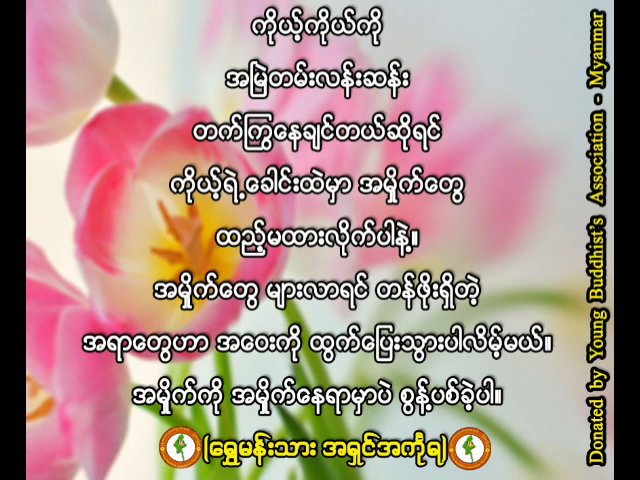 ကိုယ့်ကိုယ်ကို
အမြဲတမ်းလန်းဆန်း
တက်ကြွနေချင်တယ်ဆိုရင်
ကိုယ့်ရဲ့ခေါင်းထဲမှာ အမှိုက်တွေ
ထည့်မထားလိုက်ပါနဲ့။
အမှိုက်တွေ များလာရင် တန်ဖိုးရှိတဲ့
အရာတွေဟာ အဝေးကို ထွက်ပြေးသွားပါလိမ့်မယ်။
အမှိုက်ကို အမှိုက်နေရာမှာပဲ စွန့်ပစ်ခဲ့ပါ။
(ရွှေမန်းသား အရှင်အင်္ကုရ)
Donated by Young Buddhist's Association - Myanmar